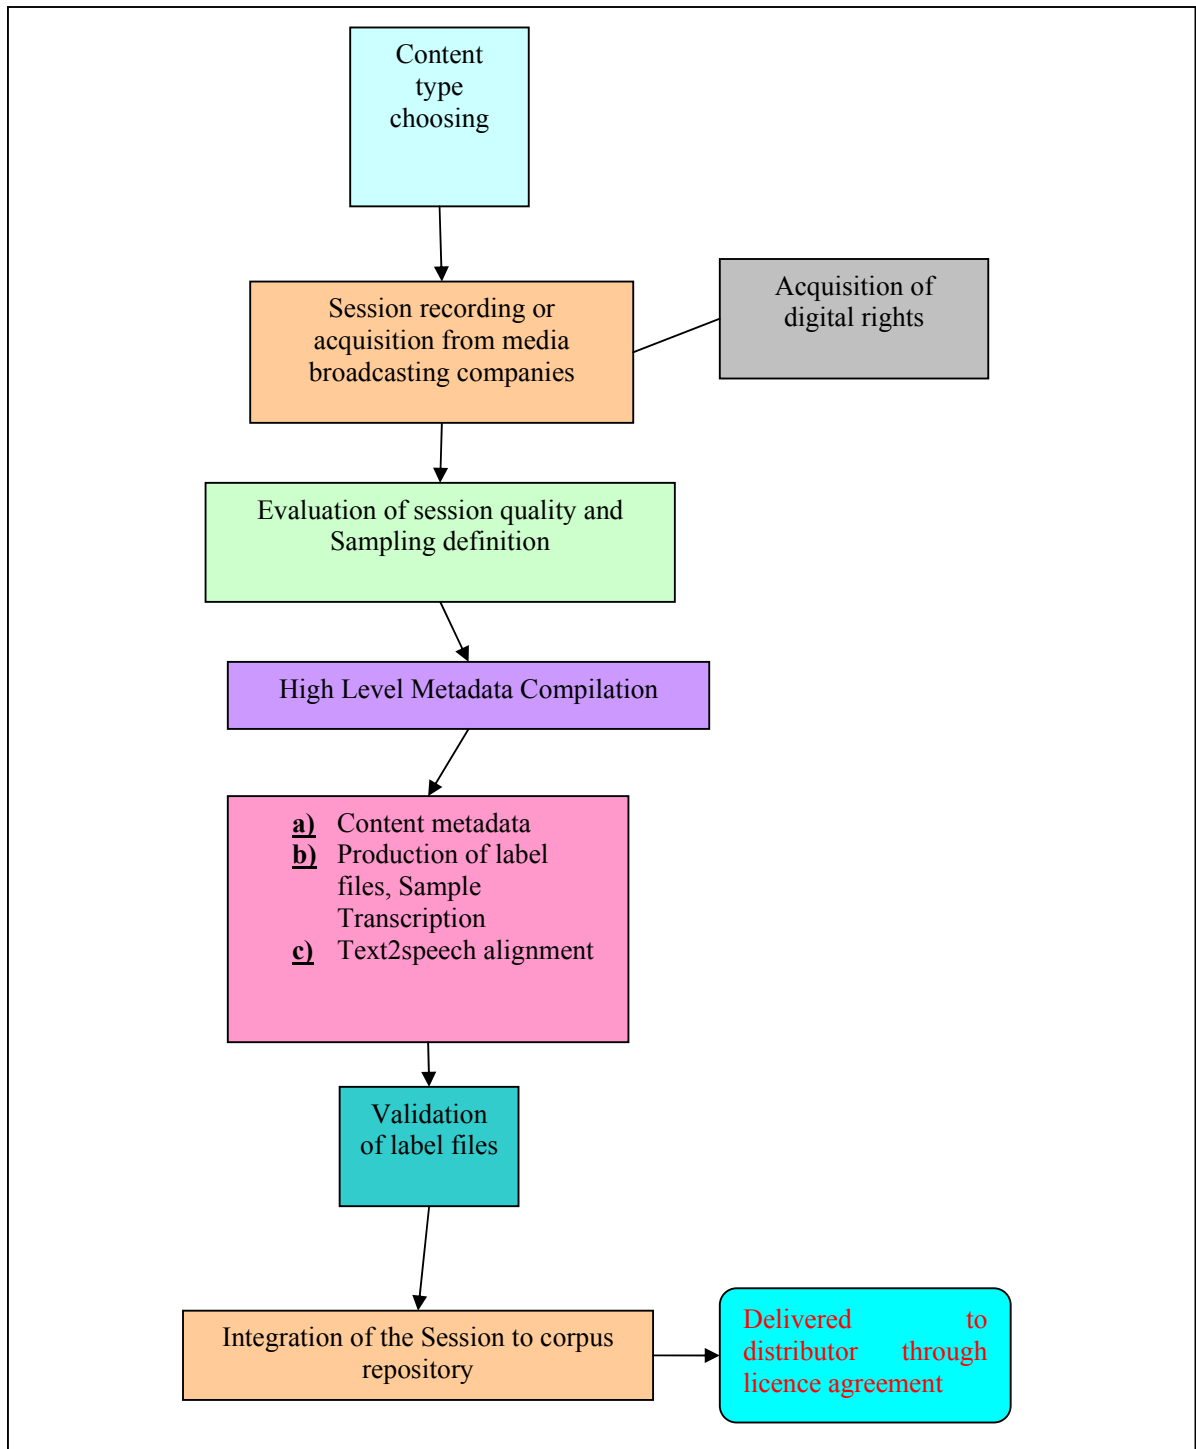 Content
type
choosing
Session recording or
acquisition from media
broadcasting companies
Acquisition of
digital rights
Evaluation of session quality and
Sampling definition
High Level Metadata Compilation
a) Content metadata
b) Production of label
files, Sample
Transcription
c) Text2speech alignment
Validation
of label files
Integration of the Session to corpus
repository
Delivered to
distributor through
licence agreement